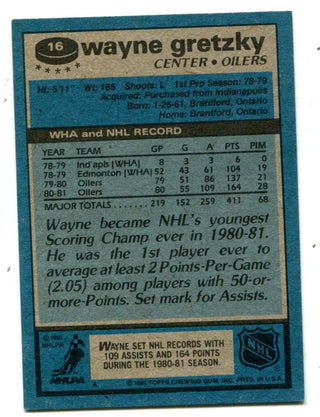 16 wayne gretzky
CENTER • OILERS
Ht: 5'11" Wt: 165 Shoots: L 1st Pro Season: 78-79
Acquired: Purchased from Indianapolis
Born: 1-26-61, Brantford, Ontario
Home: Brantford, Ontario
WHA and NHL RECORD
YEAR TEAM GP G A PTS PIM
78-79 Ind'apls (WHA) 8 3 3 6 0
78-79 Edmonton (WHA) 52 43 61 104 19
79-80 Oilers 79 51 86 137 21
80-81 Oilers 80 55 109 164 28
MAJOR TOTALS 219 152 259 411 68
Wayne became NHL's youngest
Scoring Champ ever in 1980-81.
He was the 1st player ever to
average at least 2 Points-Per-Game
(2.05) among players with 50-or-
more-Points. Set mark for Assists.
© 1981
NHLPA
NHLPA
WAYNE SET NHL RECORDS WITH
109 ASSISTS AND 164 POINTS
DURING THE 1980-81 SEASON.
NHL
A © 1981 TOPPS CHEWING GUM, INC. PRTD. IN U.S.A.